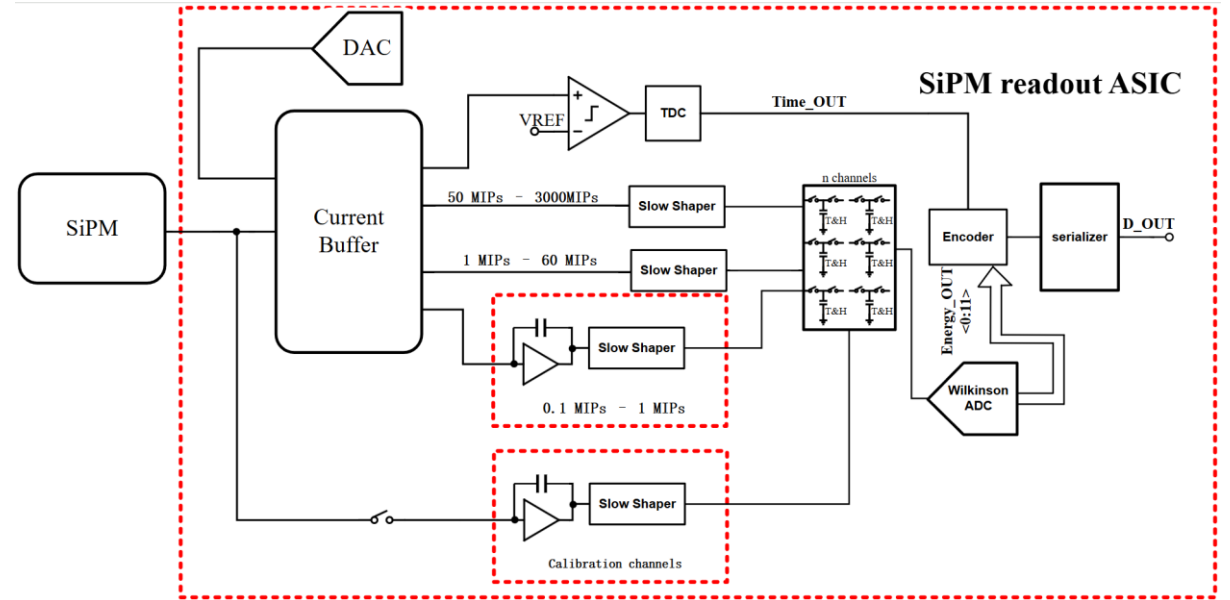 DAC
SiPM readout ASIC
VREF
+
−
TDC
Time_OUT
SiPM
Current
Buffer
50 MIPs - 3000MIPs
Slow Shaper
n channels
T&H
T&H
T&H
T&H
T&H
T&H
1 MIPs - 60 MIPs
Slow Shaper
Encoder
serializer
D_OUT
Energy_OUT
<0:11>
Slow Shaper
0.1 MIPs - 1 MIPs
Wilkinson
ADC
Slow Shaper
Calibration channels